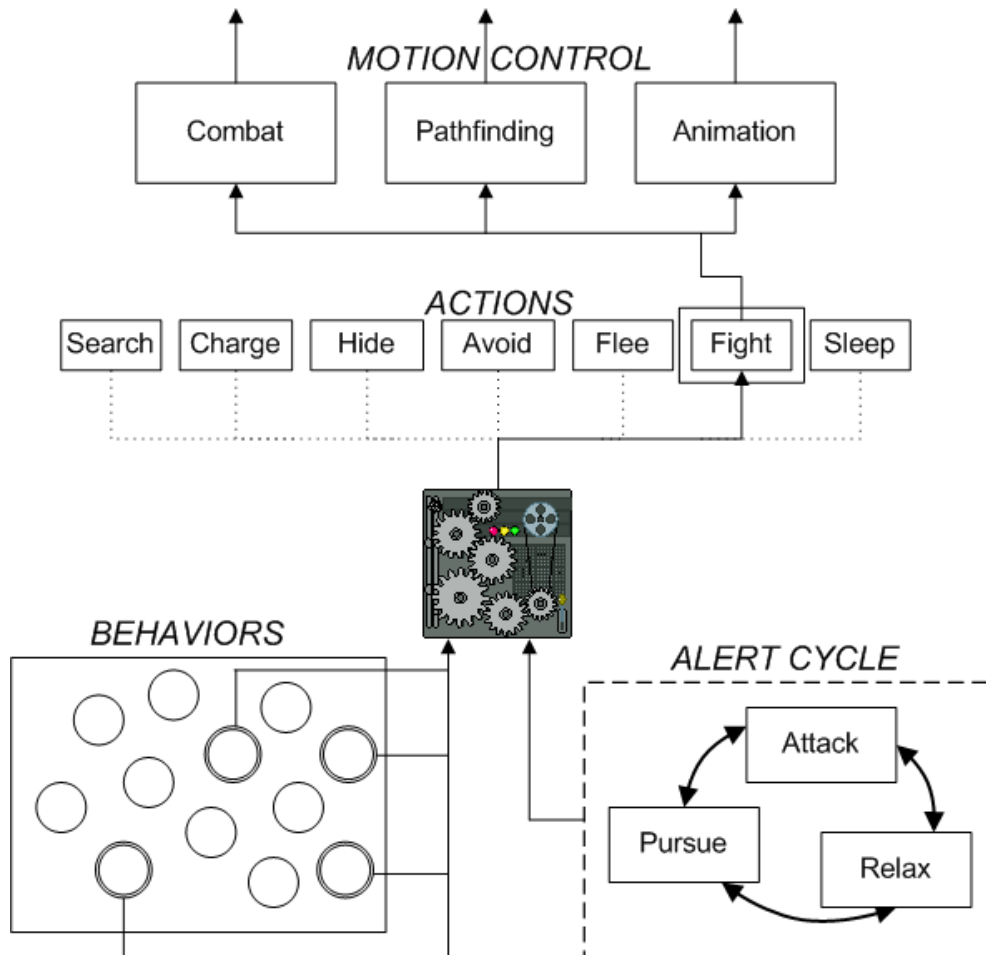 MOTION CONTROL
Combat
Pathfinding
Animation
ACTIONS
Search
Charge
Hide
Avoid
Flee
Fight
Sleep
BEHAVIORS
ALERT CYCLE
Attack
Pursue
Relax